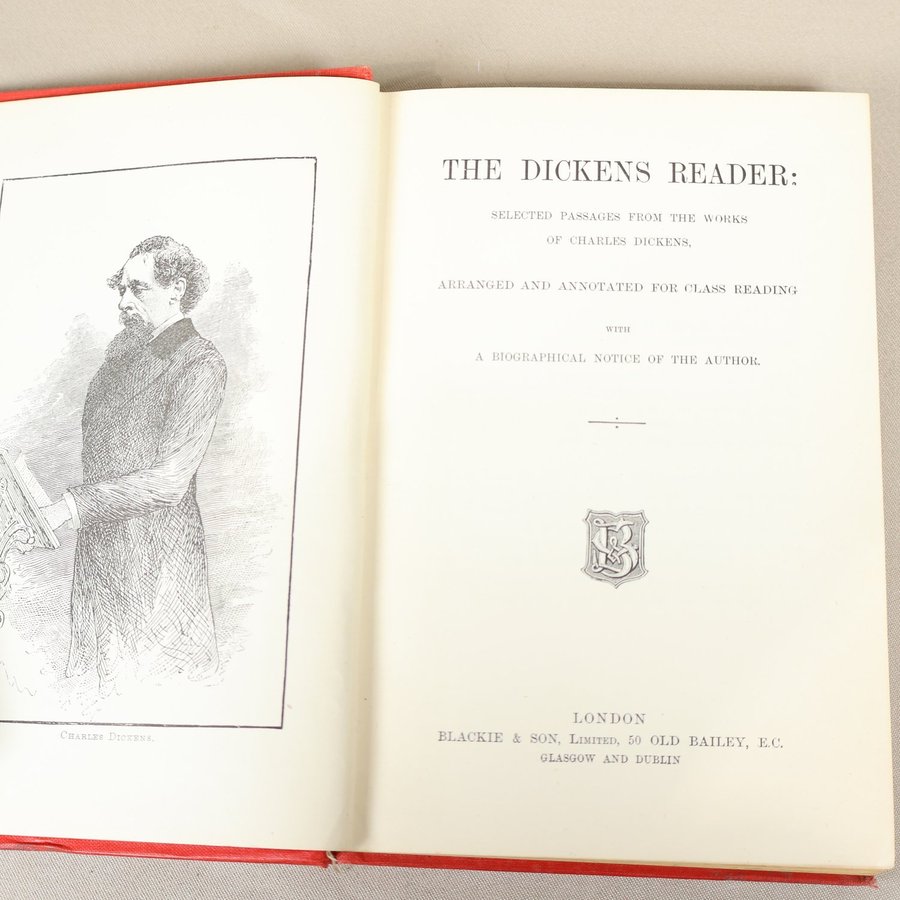 CHARLES DICKENS.
THE DICKENS READER:
SELECTED PASSAGES FROM THE WORKS
OF CHARLES DICKENS,
ARRANGED AND ANNOTATED FOR CLASS READING
WITH
A BIOGRAPHICAL NOTICE OF THE AUTHOR.
LONDON
BLACKIE & SON, LIMITED, 50 OLD BAILEY, E.C.
GLASGOW AND DUBLIN